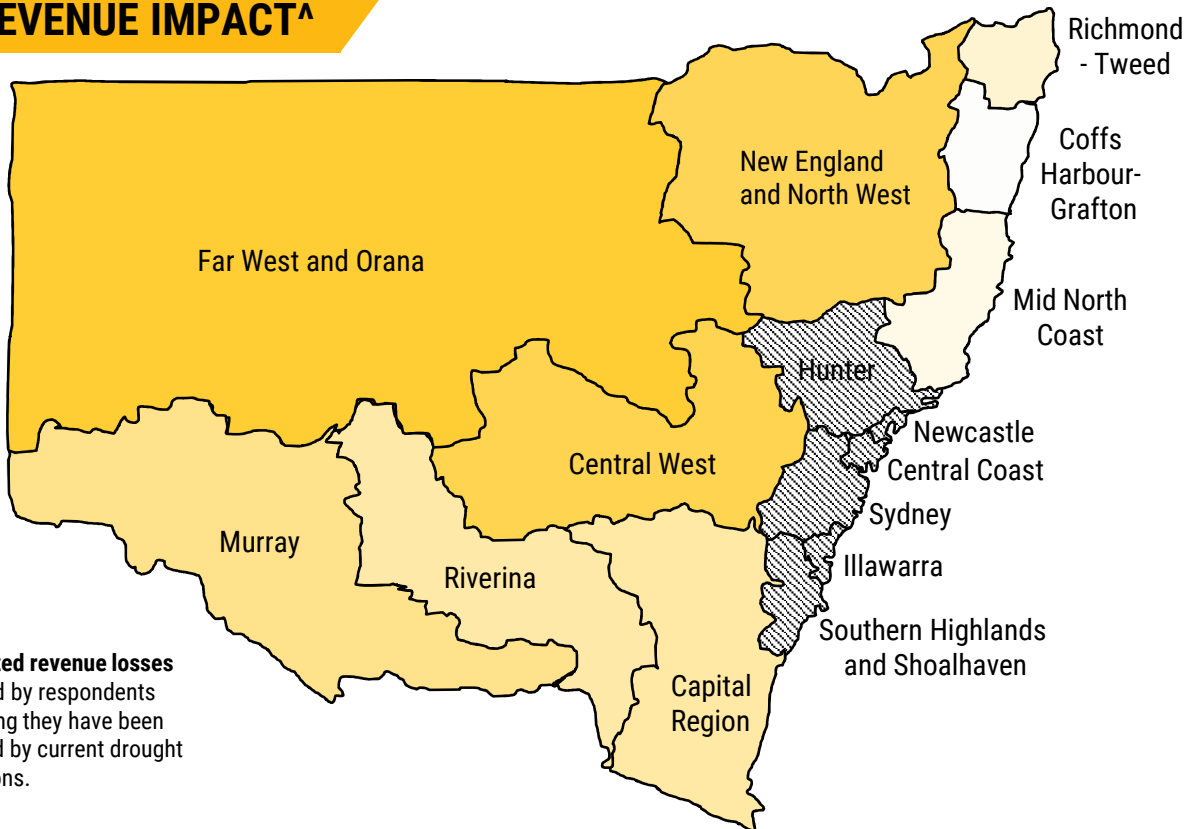 EVENUE IMPACT^
Richmond
- Tweed
Coffs
Harbour-
Grafton
New England
and North West
Far West and Orana
Mid North
Coast
Hunter
Newcastle
Central Coast
Central West
Sydney
Murray
Illawarra
Riverina
Southern Highlands
and Shoalhaven
Capital
Region
ted revenue losses
d by respondents
ng they have been
d by current drought
ons.